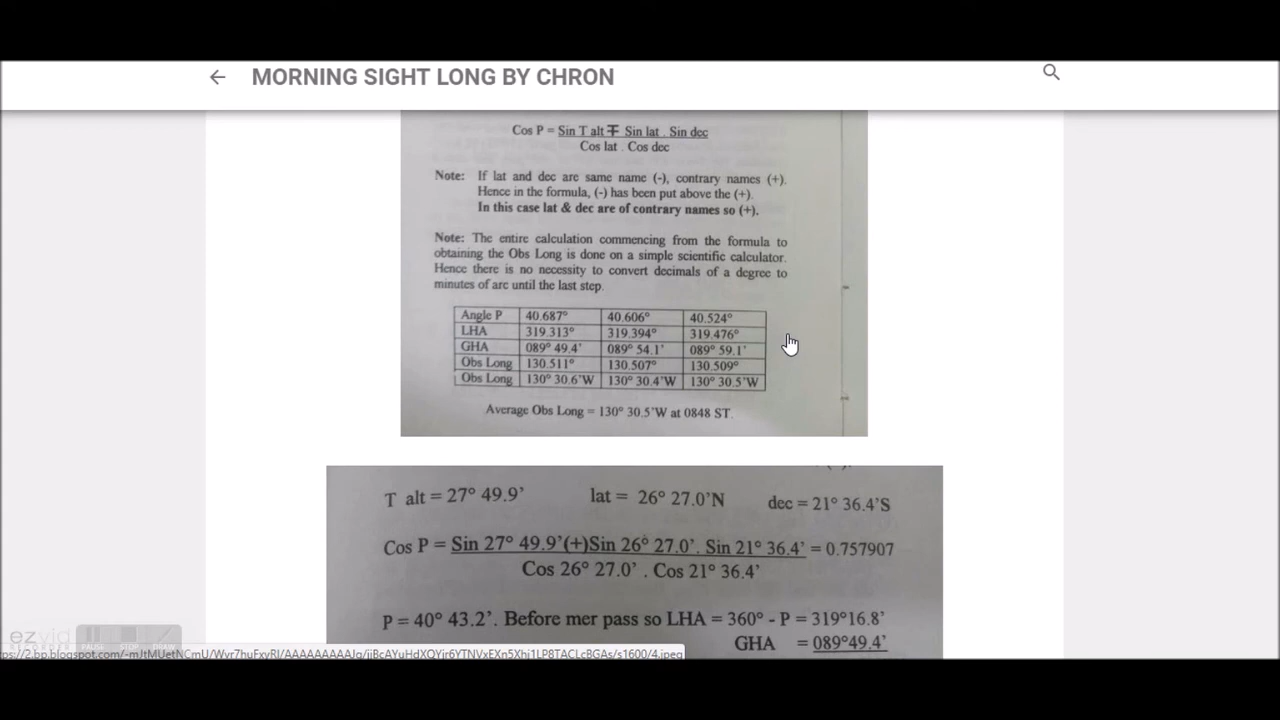 MORNING SIGHT LONG BY CHRON
Cos P = Sin T alt ∓ Sin lat . Sin dec
Cos lat . Cos dec
Note: If lat and dec are same name (-), contrary names (+).
Hence in the formula, (-) has been put above the (+).
In this case lat & dec are of contrary names so (+).
Note: The entire calculation commencing from the formula to
obtaining the Obs Long is done on a simple scientific calculator.
Hence there is no necessity to convert decimals of a degree to
minutes of arc until the last step.
Angle P 40.687° 40.606° 40.524°
LHA 319.313° 319.394° 319.476°
GHA 089° 49.4' 089° 54.1' 089° 59.1'
Obs Long 130.511° 130.507° 130.509°
Obs Long 130° 30.6'W 130° 30.4'W 130° 30.5'W
Average Obs Long = 130° 30.5'W at 0848 ST.
T alt = 27° 49.9' lat = 26° 27.0'N dec = 21° 36.4'S
Cos P = Sin 27° 49.9'(+)Sin 26° 27.0'. Sin 21° 36.4' = 0.757907
Cos 26° 27.0' . Cos 21° 36.4'
P = 40° 43.2'. Before mer pass so LHA = 360° - P = 319°16.8'
GHA = 089°49.4'
ezvid